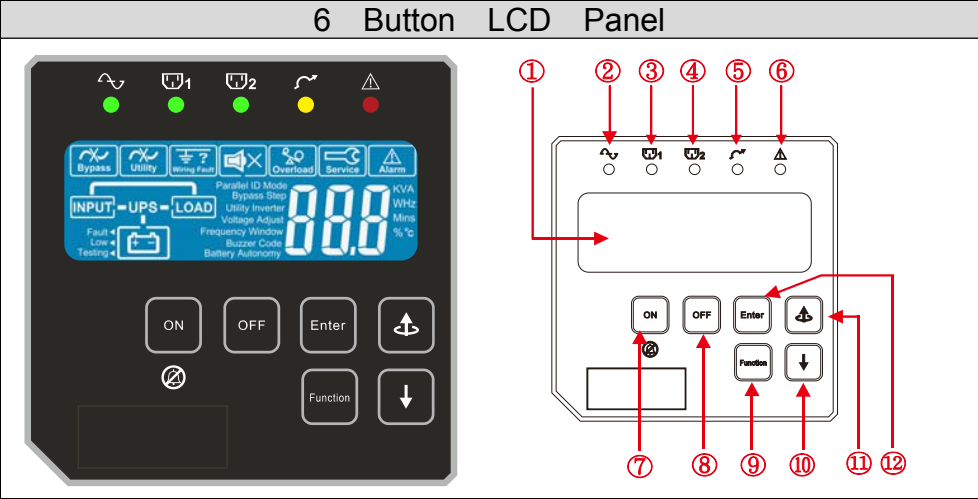 6 Button LCD Panel
① ② ③ ④ ⑤ ⑥
1 2
Bypass Utility Wiring Fault Overload Service Alarm
?
Parallel ID Mode KVA
Bypass Step
INPUT UPS LOAD Utility Inverter 88.8 WHz
Voltage Adjust Mins
Fault Frequency Window % °C
Low Buzzer Code
Testing Battery Autonomy
ON OFF Enter
Function
1 2
ON OFF Enter
Function
⑦ ⑧ ⑨ ⑩ ⑪ ⑫